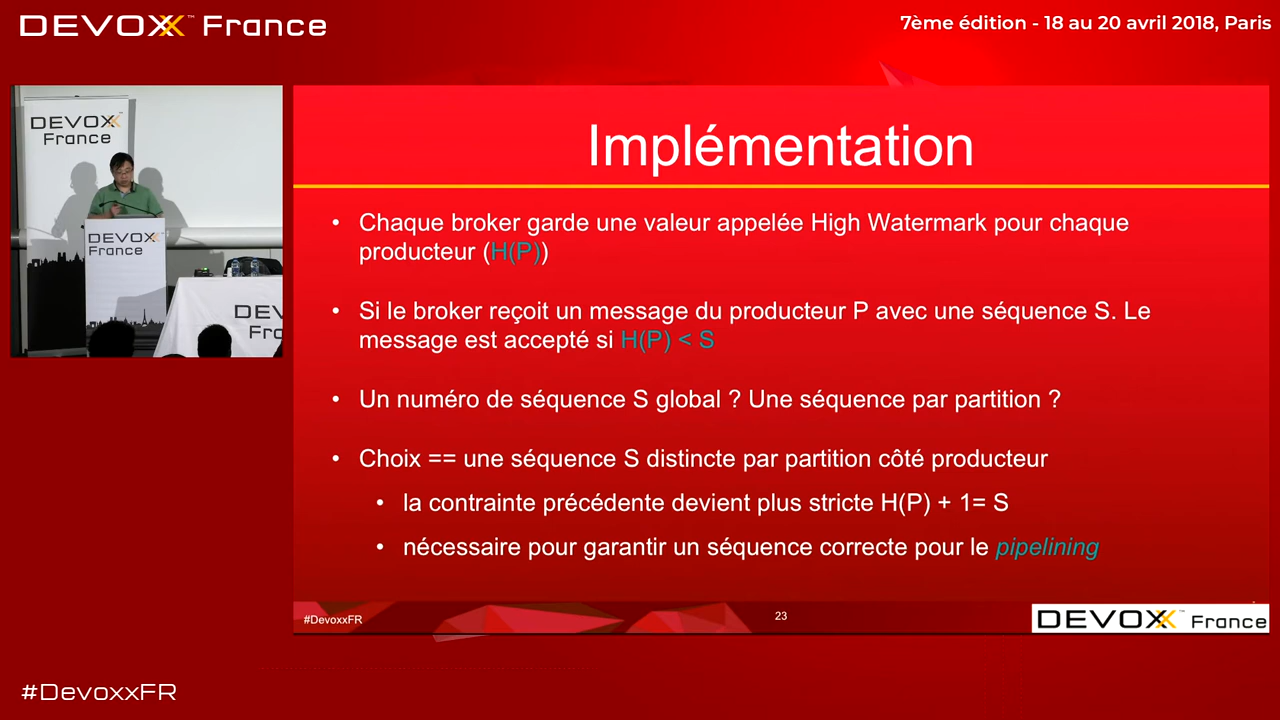 DEVOXX™ France
7ème édition - 18 au 20 avril 2018, Paris
DEVOXX
France
DEVOXX
France
DEV
Fra
Implémentation
• Chaque broker garde une valeur appelée High Watermark pour chaque
producteur (H(P))
• Si le broker reçoit un message du producteur P avec une séquence S. Le
message est accepté si H(P) < S
• Un numéro de séquence S global ? Une séquence par partition ?
• Choix == une séquence S distincte par partition côté producteur
• la contrainte précédente devient plus stricte H(P) + 1= S
• nécessaire pour garantir un séquence correcte pour le pipelining
#DevoxxFR
23
DEVOXX™ France
#DevoxxFR